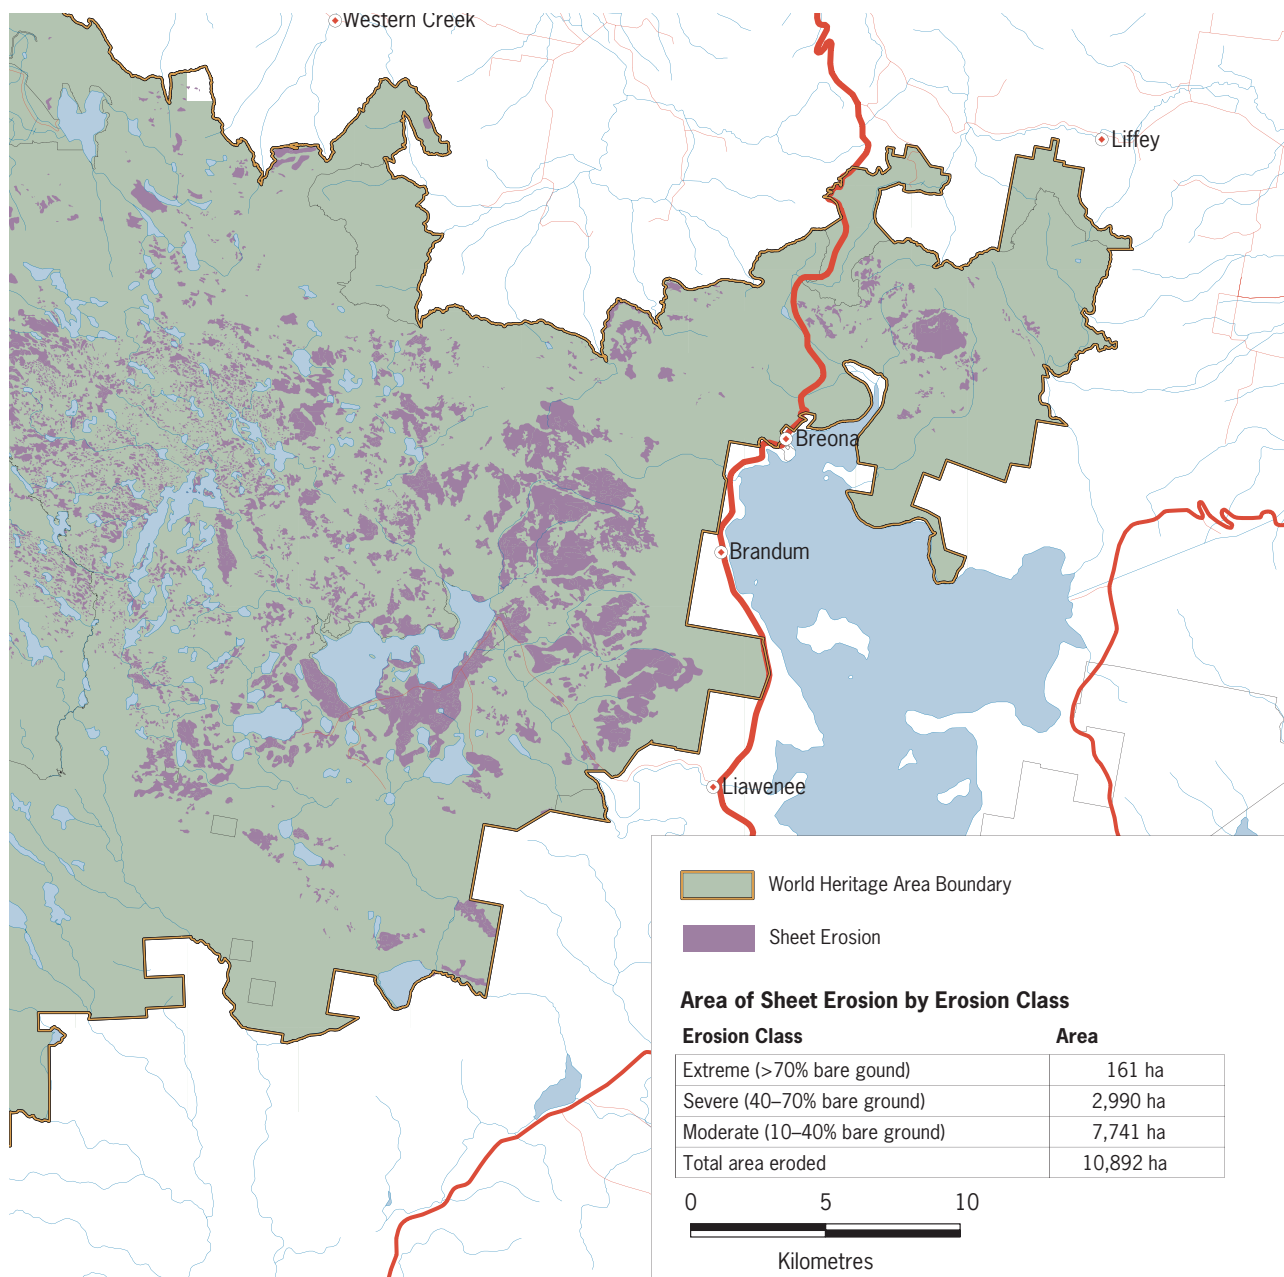 Western Creek
Liffey
Breona
Brandum
Liawenee
World Heritage Area Boundary
Sheet Erosion
Area of Sheet Erosion by Erosion Class
Erosion Class Area
Extreme (>70% bare gound) 161 ha
Severe (40–70% bare ground) 2,990 ha
Moderate (10–40% bare ground) 7,741 ha
Total area eroded 10,892 ha
0 5 10
Kilometres